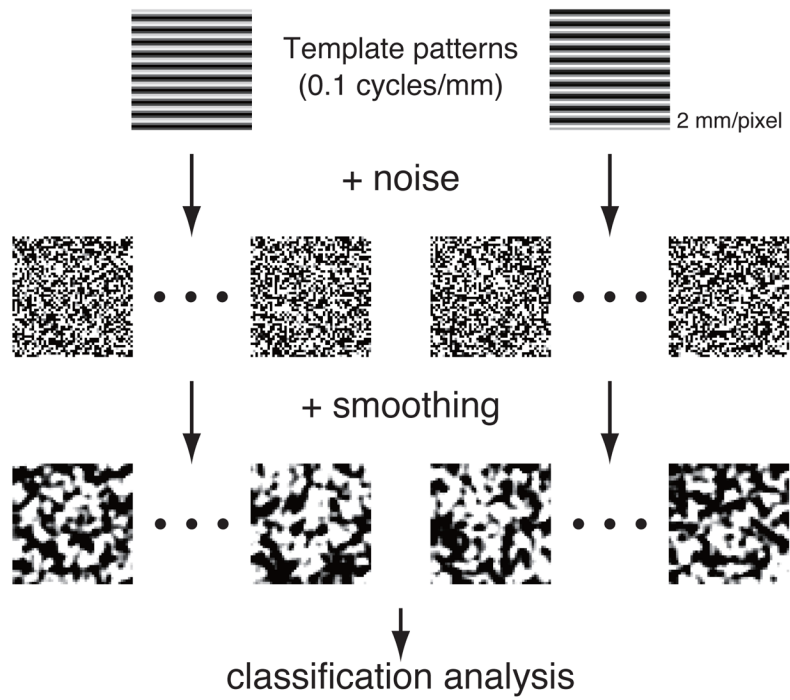 Template patterns
(0.1 cycles/mm)
2 mm/pixel
+ noise
+ smoothing
classification analysis